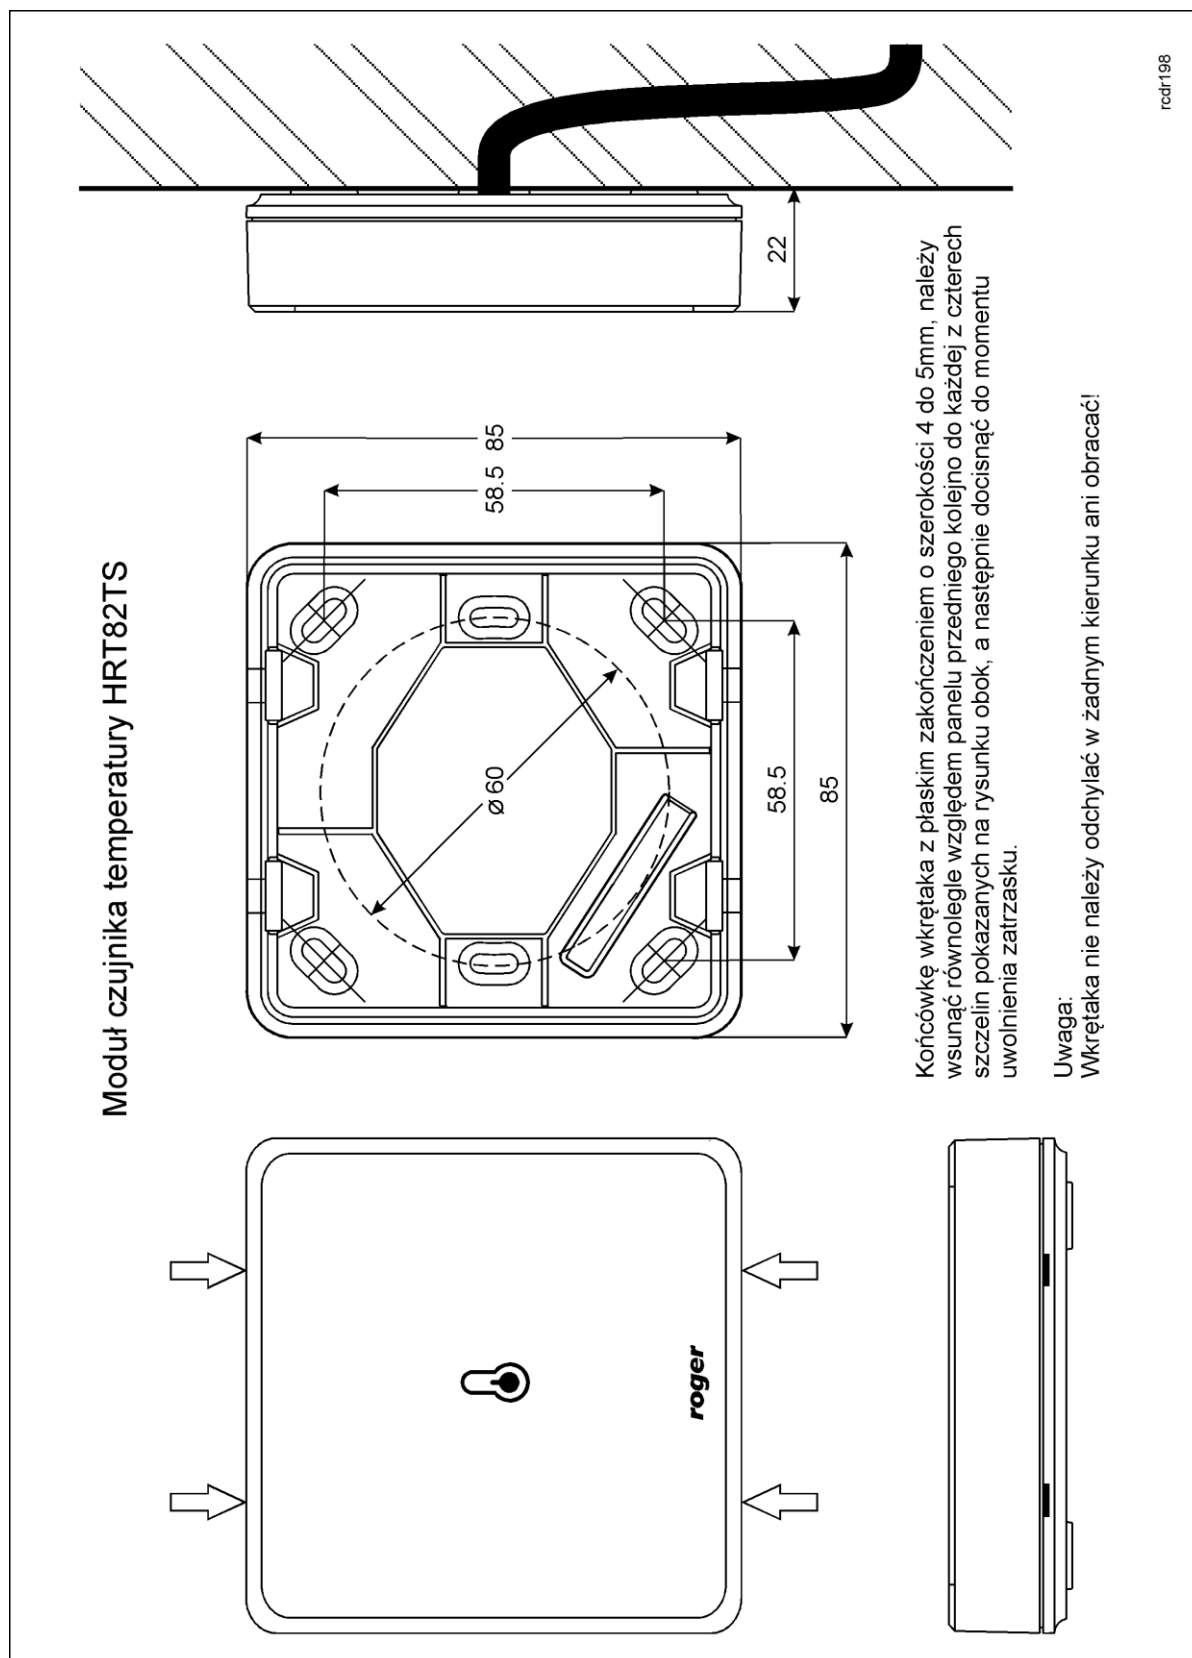 Moduł czujnika temperatury HRT82TS
roger
ø 60
58.5
85
58.5
85
22
Końcówkę wkrętaka z płaskim zakończeniem o szerokości 4 do 5mm, należy
wsunąć równolegle względem panelu przedniego kolejno do każdej z czterech
szczelin pokazanych na rysunku obok, a następnie docisnąć do momentu
uwolnienia zatrzasku.
Uwaga:
Wkrętaka nie należy odchylać w żadnym kierunku ani obracać!
rcdr198